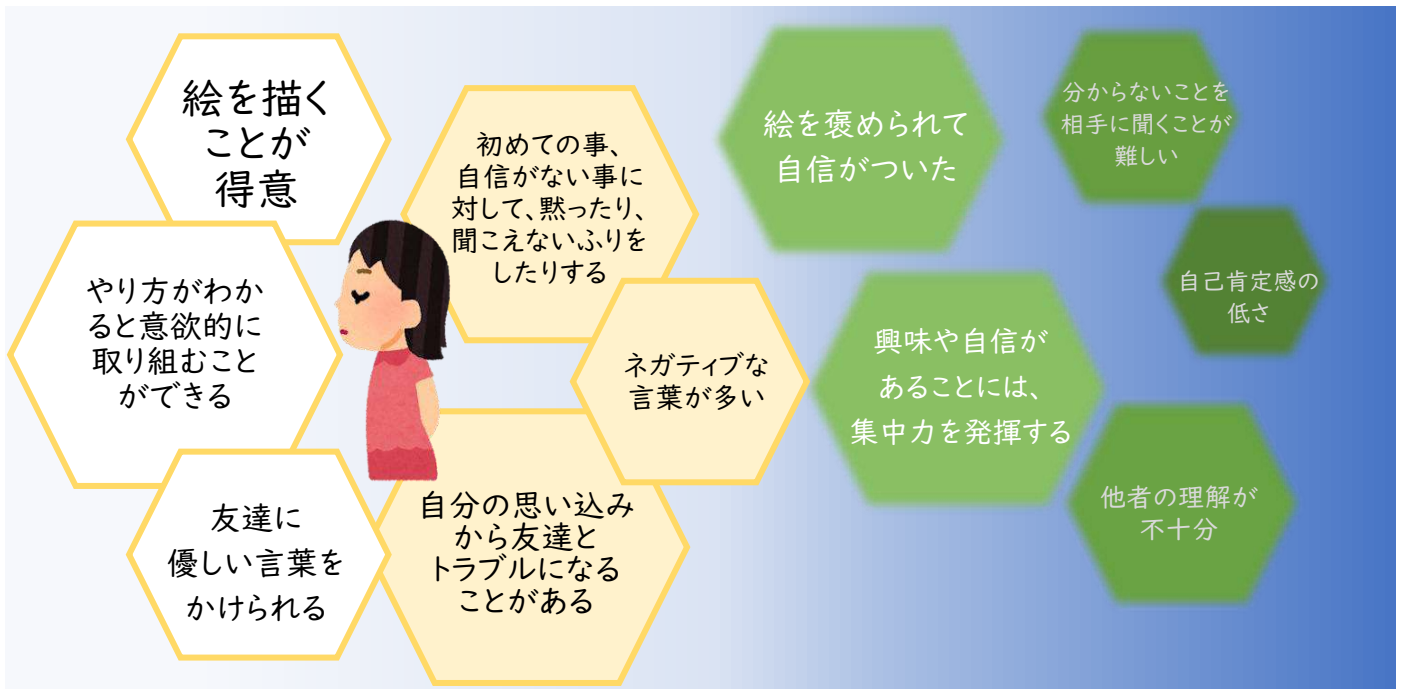 絵を描く
ことが
得意
初めての事、
自信がない事に
対して、黙ったり、
聞こえないふりを
したりする
やり方がわか
ると意欲的に
取り組むこと
ができる
ネガティブな
言葉が多い
友達に
優しい言葉を
かけられる
自分の思い込み
から友達と
トラブルになる
ことがある
絵を褒められて
自信がついた
分からないことを
相手に聞くことが
難しい
自己肯定感の
低さ
興味や自信が
あることには、
集中力を発揮する
他者の理解が
不十分